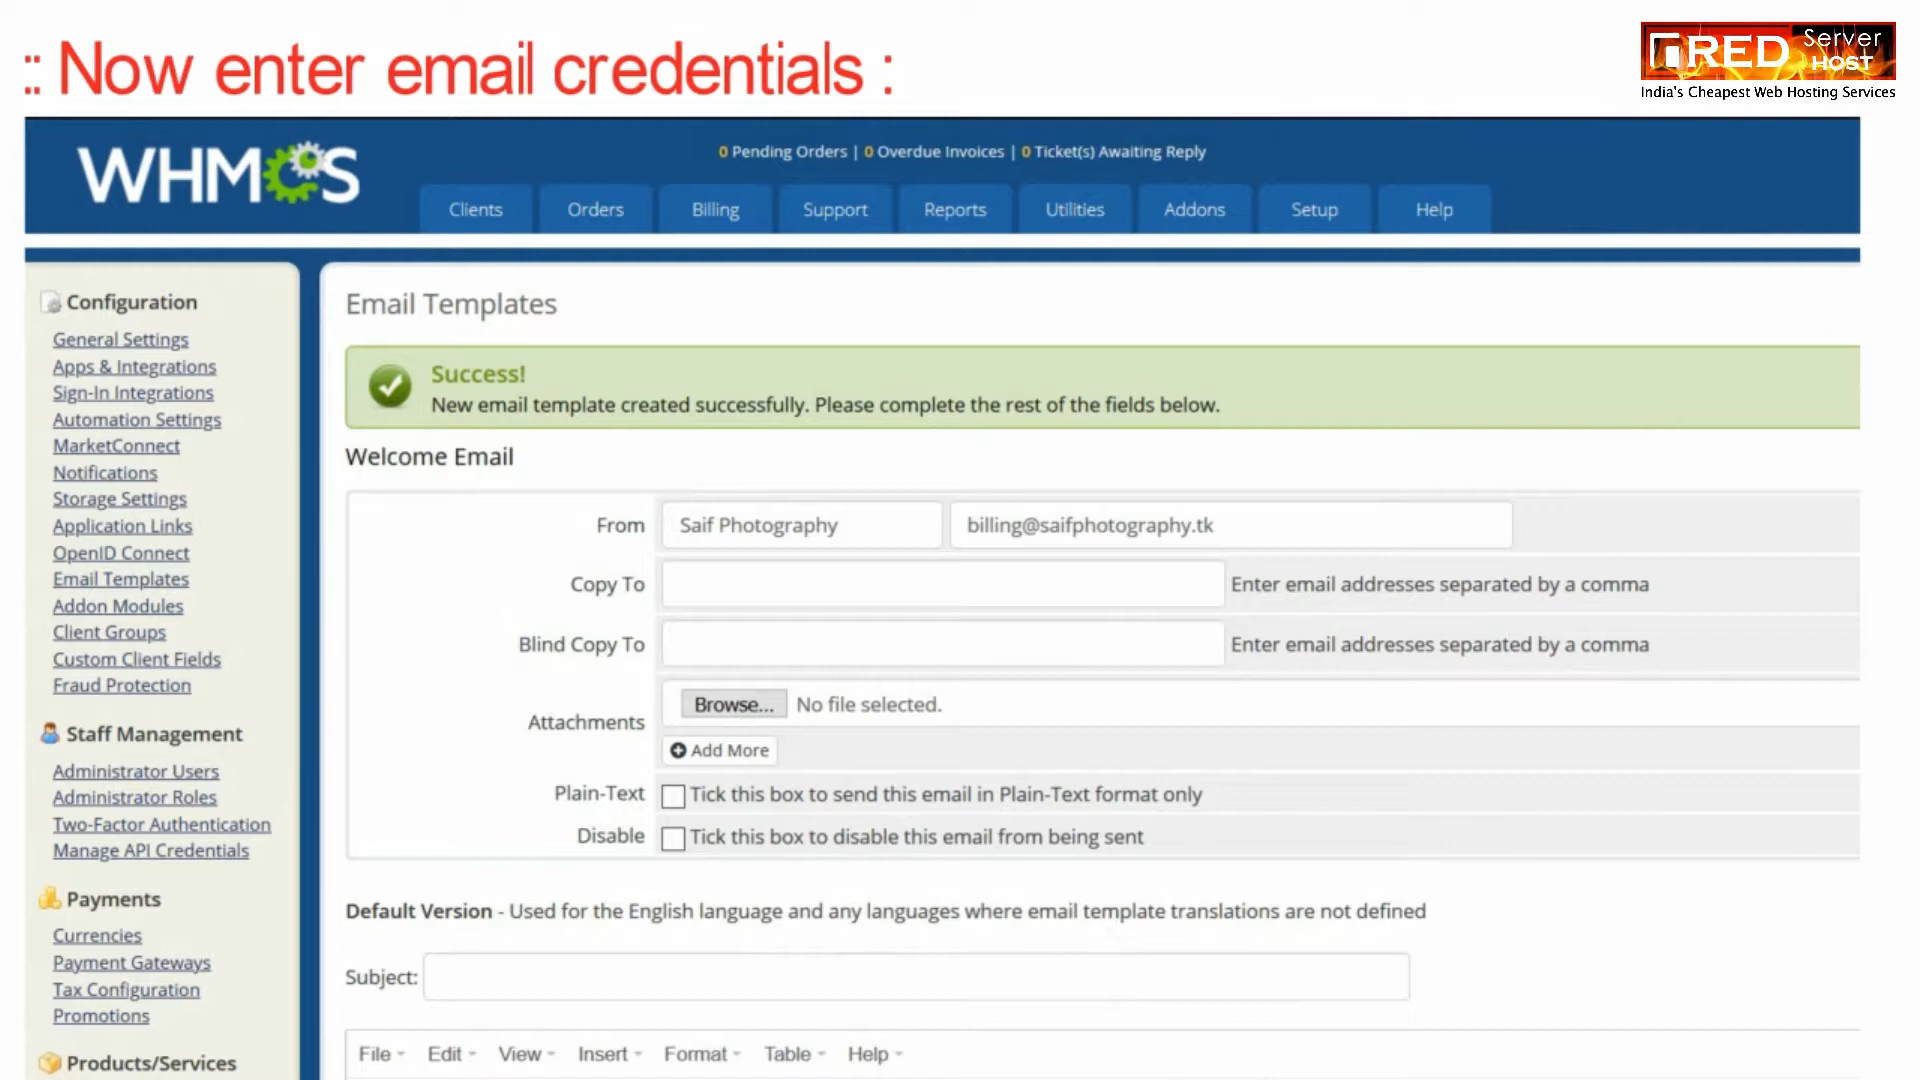 :: Now enter email credentials :
RED Server HOST
India's Cheapest Web Hosting Services
WHMCS
0 Pending Orders | 0 Overdue Invoices | 0 Ticket(s) Awaiting Reply
Clients Orders Billing Support Reports Utilities Addons Setup Help
Configuration
General Settings
Apps & Integrations
Sign-In Integrations
Automation Settings
MarketConnect
Notifications
Storage Settings
Application Links
OpenID Connect
Email Templates
Addon Modules
Client Groups
Custom Client Fields
Fraud Protection
Staff Management
Administrator Users
Administrator Roles
Two-Factor Authentication
Manage API Credentials
Payments
Currencies
Payment Gateways
Tax Configuration
Promotions
Products/Services
Email Templates
Success!
New email template created successfully. Please complete the rest of the fields below.
Welcome Email
From Saif Photography billing@saifphotography.tk
Copy To Enter email addresses separated by a comma
Blind Copy To Enter email addresses separated by a comma
Attachments Browse... No file selected.
Add More
Plain-Text Tick this box to send this email in Plain-Text format only
Disable Tick this box to disable this email from being sent
Default Version - Used for the English language and any languages where email template translations are not defined
Subject:
File Edit View Insert Format Table Help